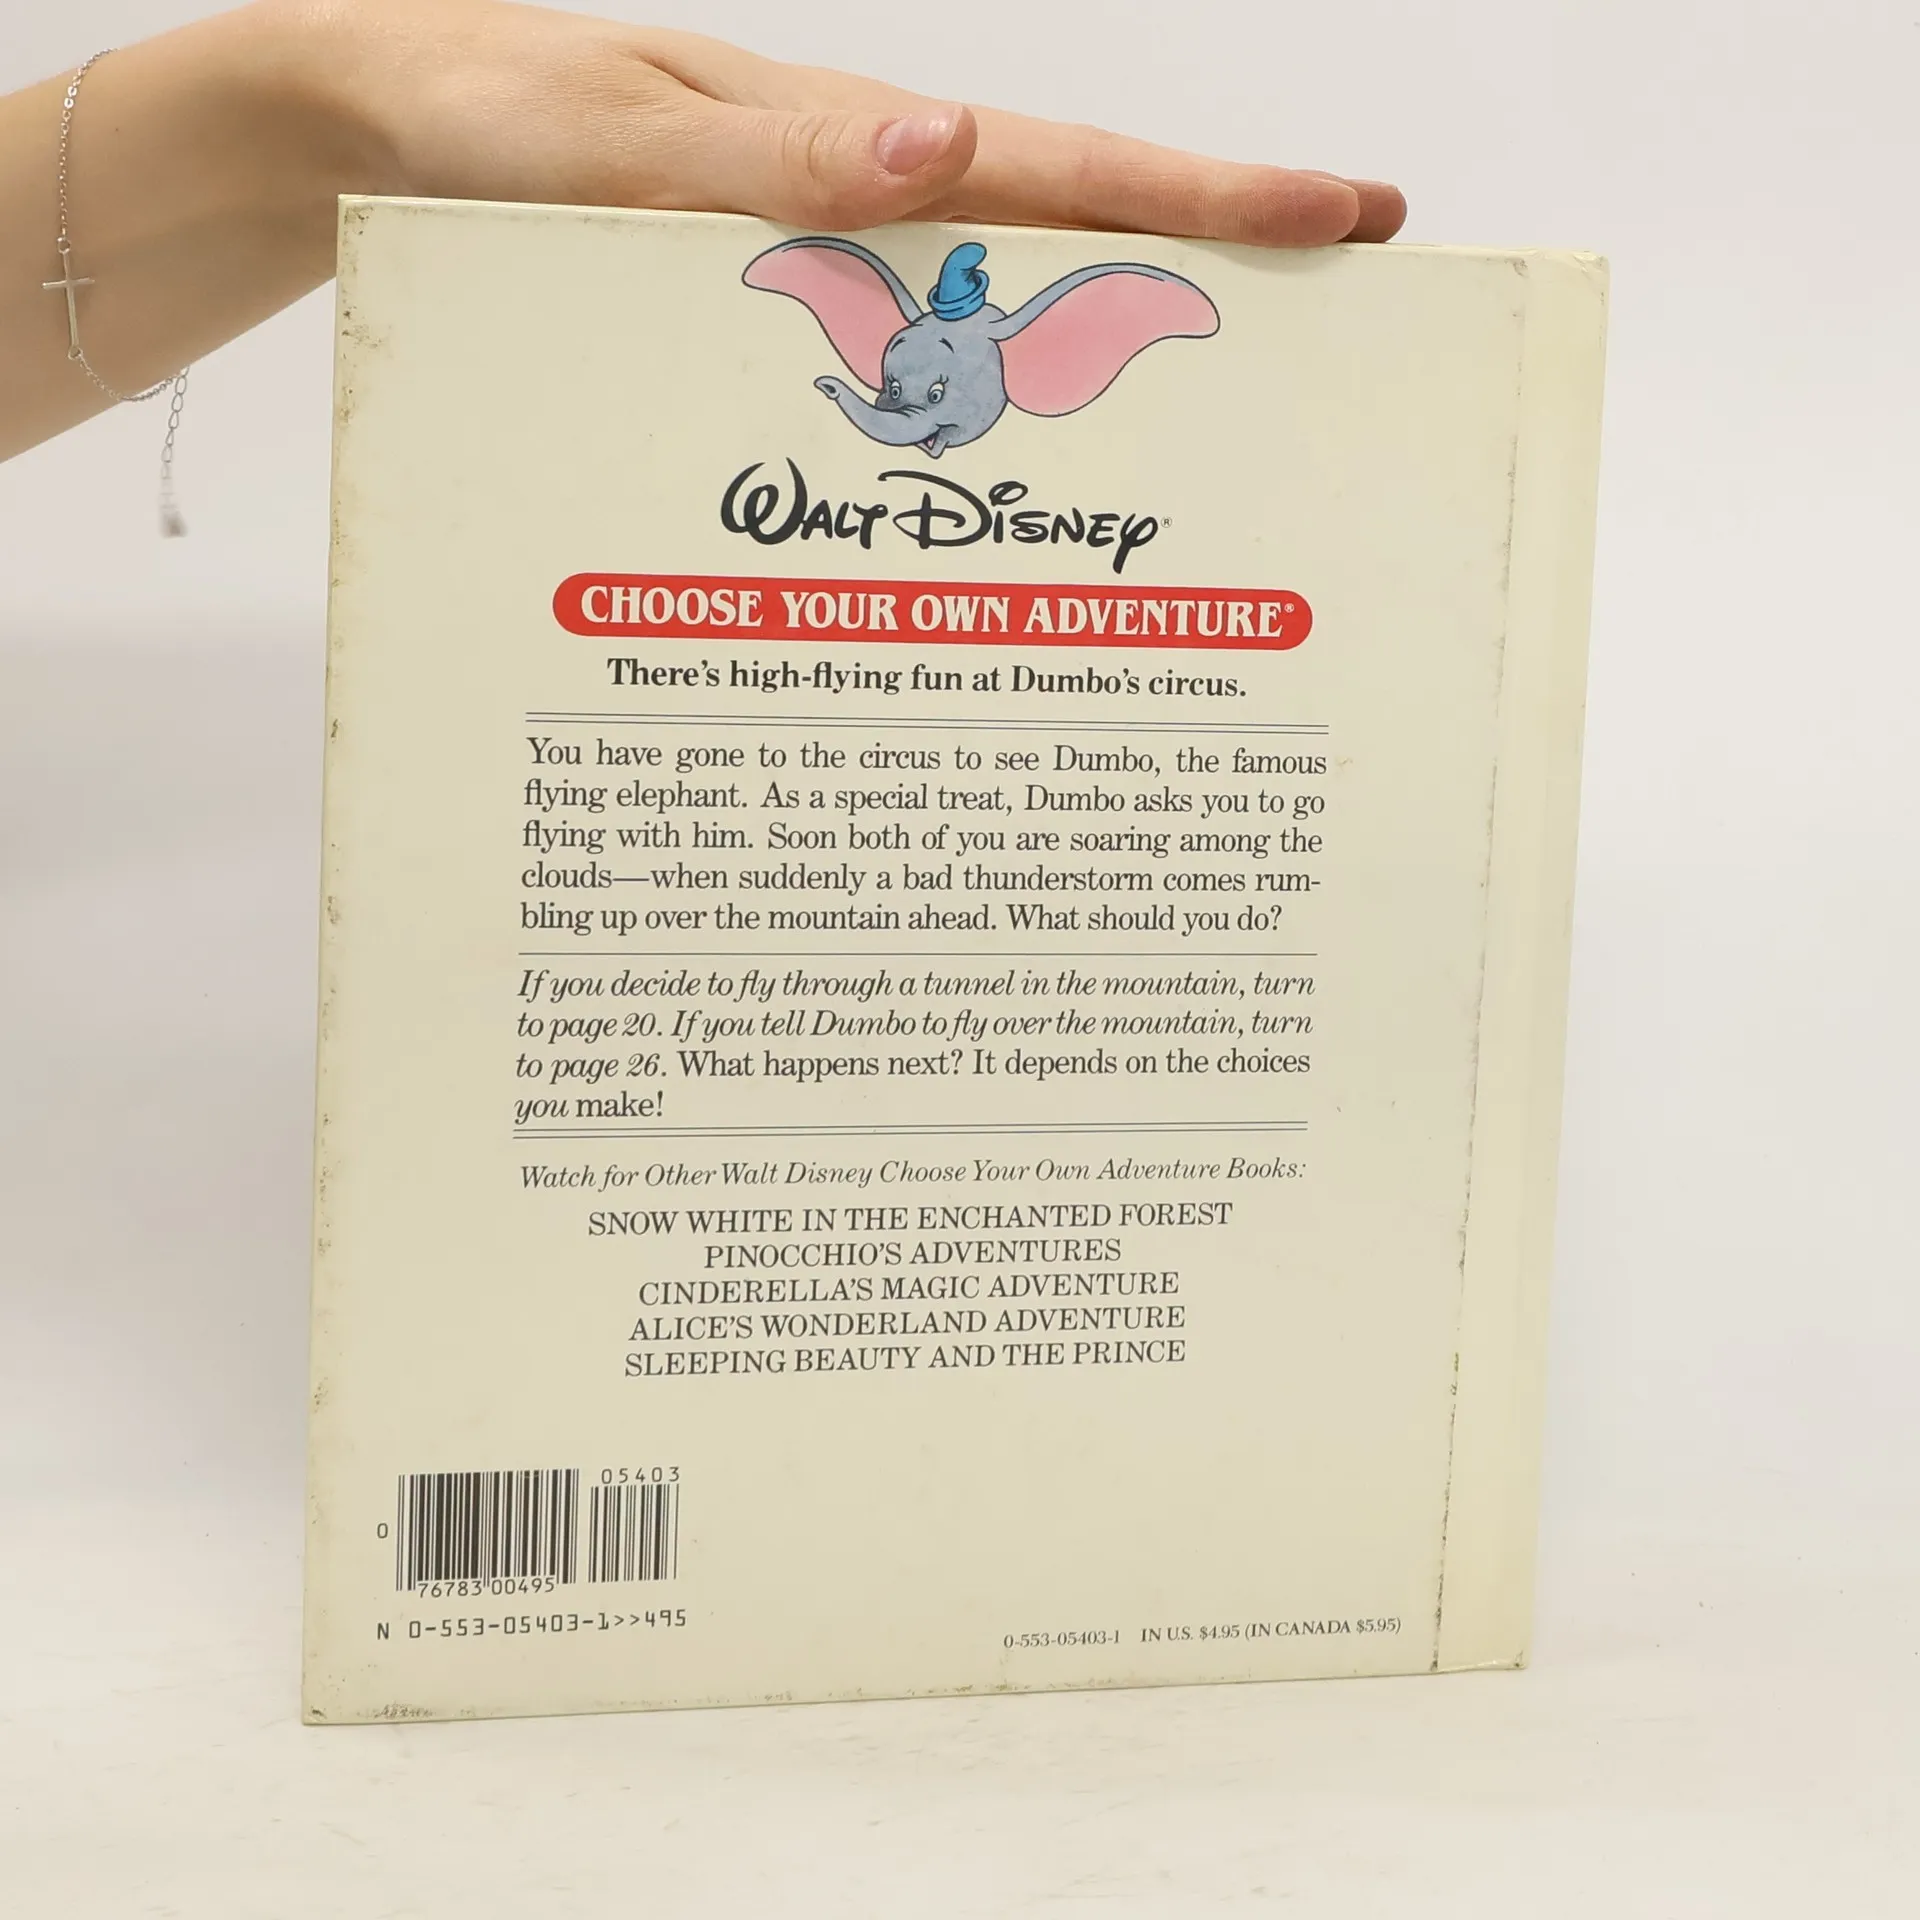 WALT DISNEY®
CHOOSE YOUR OWN ADVENTURE®
There's high-flying fun at Dumbo's circus.
You have gone to the circus to see Dumbo, the famous
flying elephant. As a special treat, Dumbo asks you to go
flying with him. Soon both of you are soaring among the
clouds—when suddenly a bad thunderstorm comes rum-
bling up over the mountain ahead. What should you do?
If you decide to fly through a tunnel in the mountain, turn
to page 20. If you tell Dumbo to fly over the mountain, turn
to page 26. What happens next? It depends on the choices
you make!
Watch for Other Walt Disney Choose Your Own Adventure Books:
SNOW WHITE IN THE ENCHANTED FOREST
PINOCCHIO'S ADVENTURES
CINDERELLA'S MAGIC ADVENTURE
ALICE'S WONDERLAND ADVENTURE
SLEEPING BEAUTY AND THE PRINCE
05403
0
76783 00495
N 0-553-05403-1>>495
0-553-05403-1 IN U.S. $4.95 (IN CANADA $5.95)